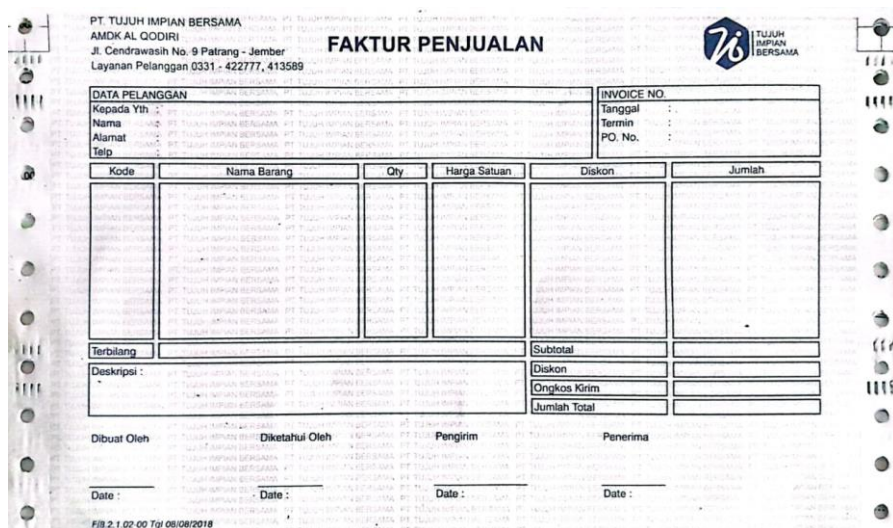 PT. TUJUH IMPIAN BERSAMA
AMDK AL QODIRI
Jl. Cendrawasih No. 9 Patrang - Jember
Layanan Pelanggan 0331 - 422777, 413589
FAKTUR PENJUALAN
TUJUH
IMPIAN
BERSAMA
DATA PELANGGAN
Kepada Yth :
Nama :
Alamat :
Telp :
INVOICE NO.
Tanggal :
Termin :
PO. No. :
Kode Nama Barang Qty Harga Satuan Diskon Jumlah
Terbilang Subtotal
Deskripsi : Diskon
Ongkos Kirim
Jumlah Total
Dibuat Oleh Diketahui Oleh Pengirim Penerima
Date : Date : Date : Date :
F/8.2.1.02-00 Tgl 08/08/2018